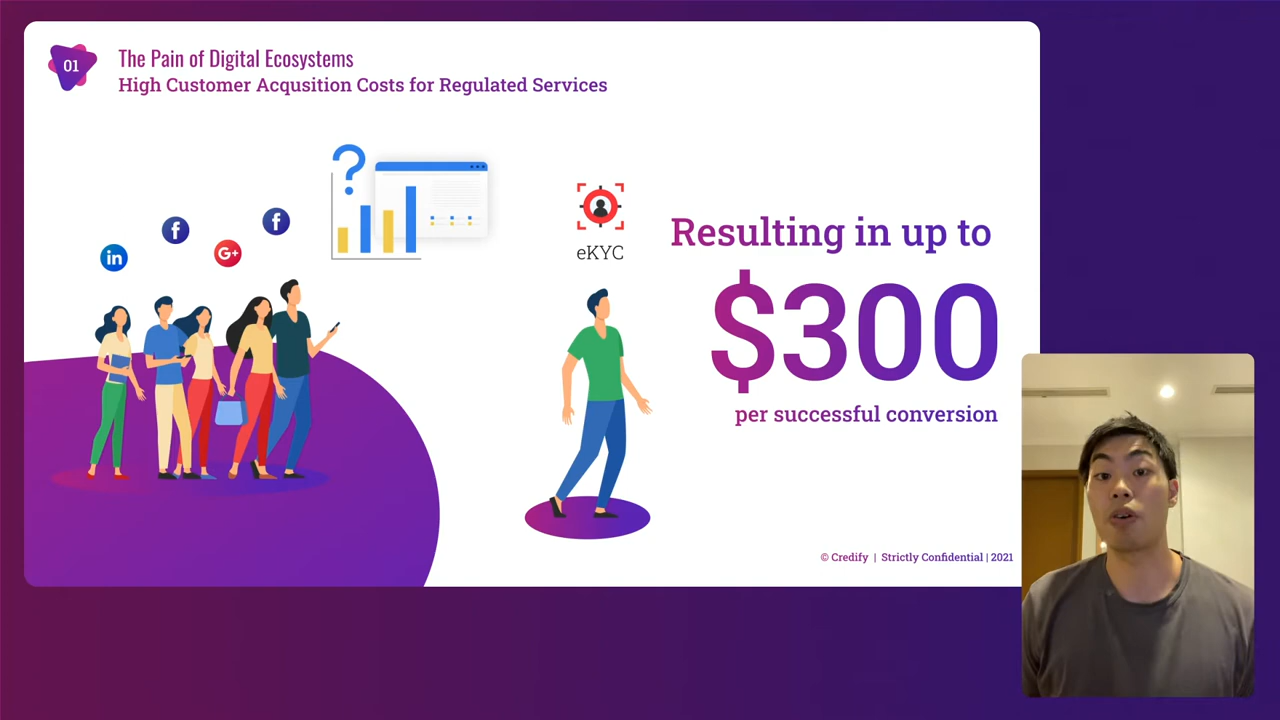 01
The Pain of Digital Ecosystems
High Customer Acqusition Costs for Regulated Services
?
f
f
in
G+
eKYC
Resulting in up to
$300
per successful conversion
© Credify | Strictly Confidential | 2021